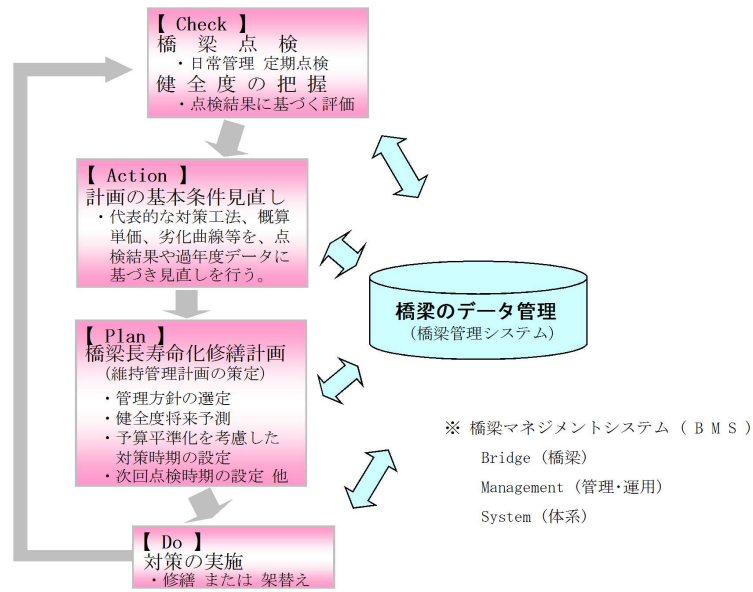 【 Check 】
橋 梁 点 検
・日常管理 定期点検
健 全 度 の 把 握
・点検結果に基づく評価
【 Action 】
計画の基本条件見直し
・代表的な対策工法、概算
単価、劣化曲線等を、点
検結果や過年度データに
基づき見直しを行う。
【 Plan 】
橋梁長寿命化修繕計画
(維持管理計画の策定)
・管理方針の選定
・健全度将来予測
・予算平準化を考慮した
対策時期の設定
・次回点検時期の設定 他
【 Do 】
対策の実施
・修繕 または 架替え
橋梁のデータ管理
(橋梁管理システム)
※ 橋梁マネジメントシステム ( B M S )
Bridge (橋梁)
Management (管理・運用)
System (体系)